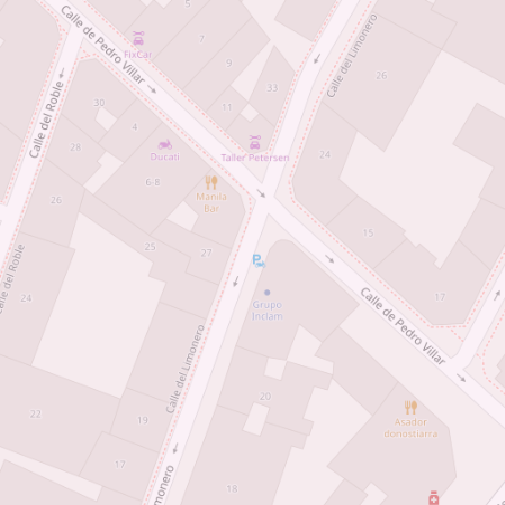 Calle de Pedro Villar
5
FixCar
7
Calle del Limonero
9
26
33
Calle del Roble
30
11
4
28
Ducati
Taller Petersen
24
6-8
Manila
Bar
26
15
25
27
Calle del Roble
Grupo
Inclam
Calle de Pedro Villar
17
24
Calle del Limonero
20
22
19
Asador
donostiarra
17
18